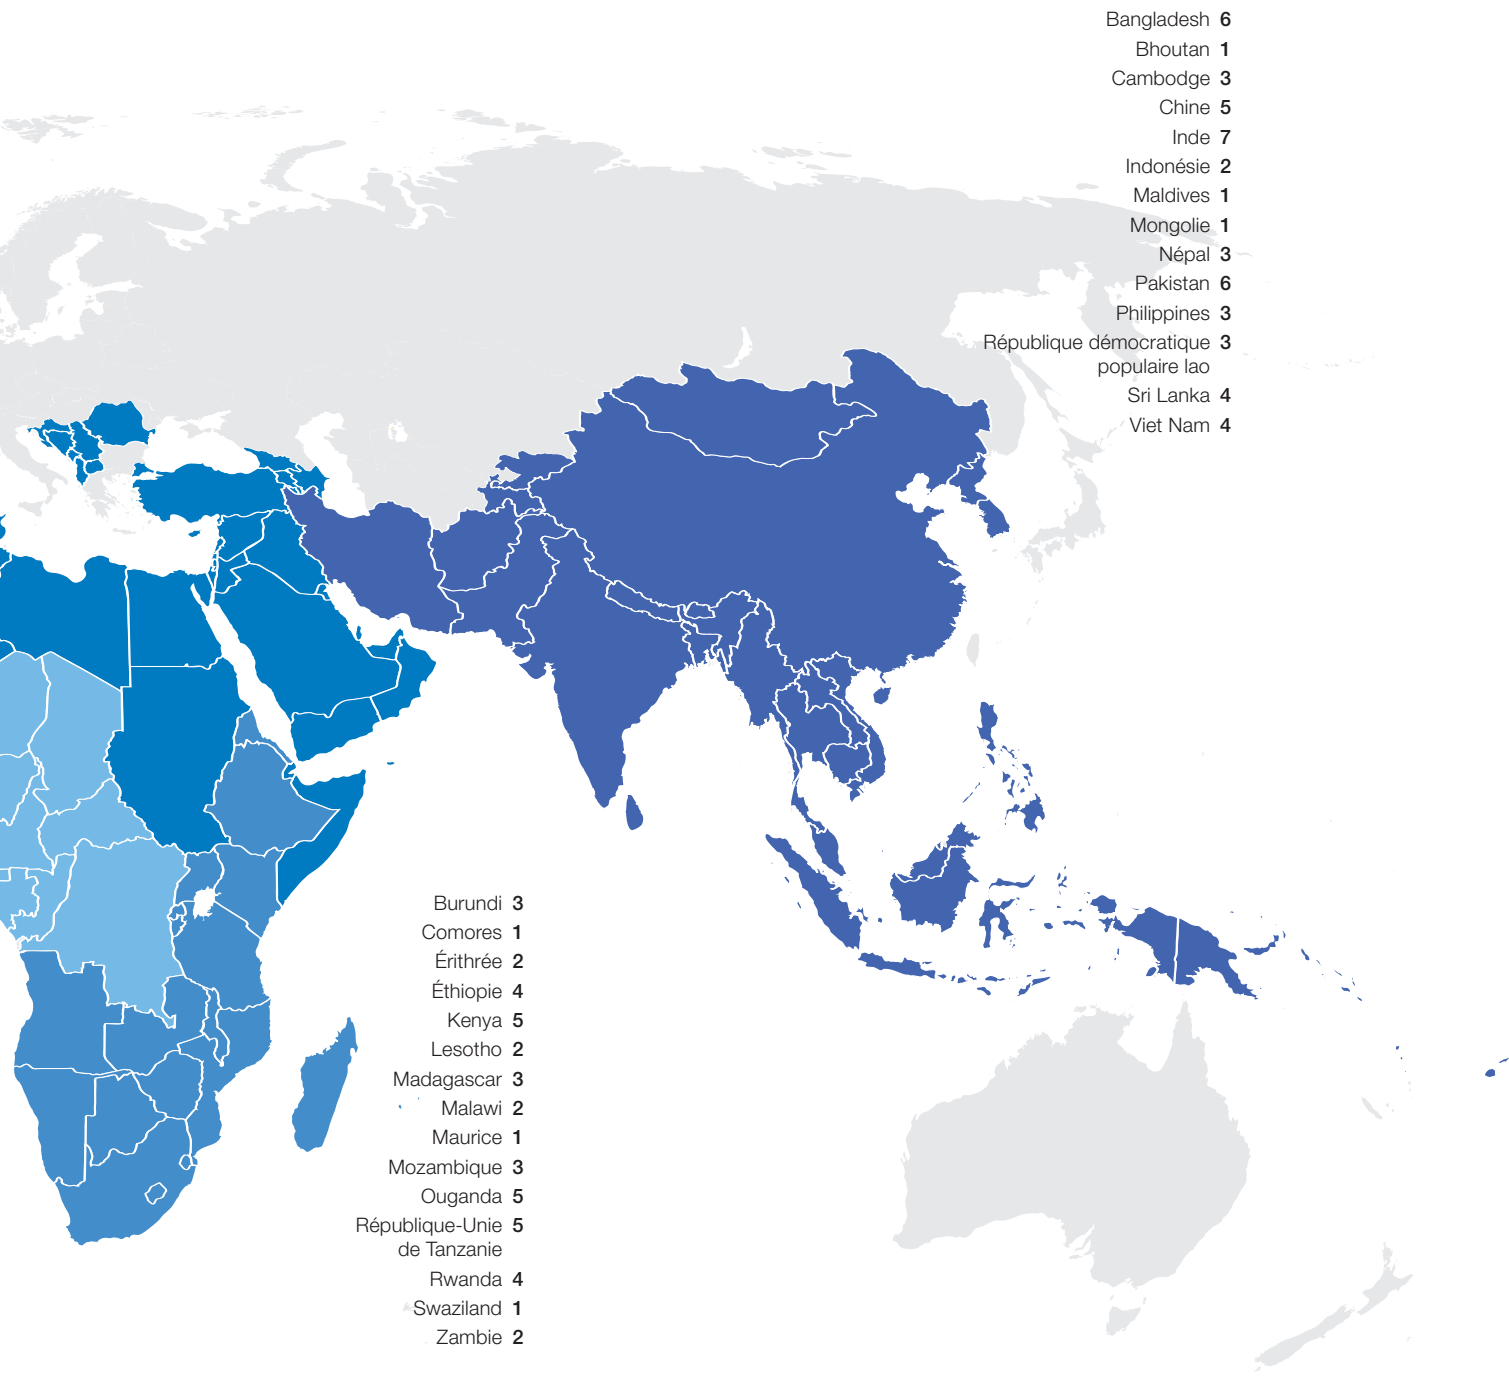 Bangladesh 6
Bhoutan 1
Cambodge 3
Chine 5
Inde 7
Indonésie 2
Maldives 1
Mongolie 1
Népal 3
Pakistan 6
Philippines 3
République démocratique 3
populaire lao
Sri Lanka 4
Viet Nam 4
Burundi 3
Comores 1
Érithrée 2
Éthiopie 4
Kenya 5
Lesotho 2
Madagascar 3
Malawi 2
Maurice 1
Mozambique 3
Ouganda 5
République-Unie 5
de Tanzanie
Rwanda 4
Swaziland 1
Zambie 2